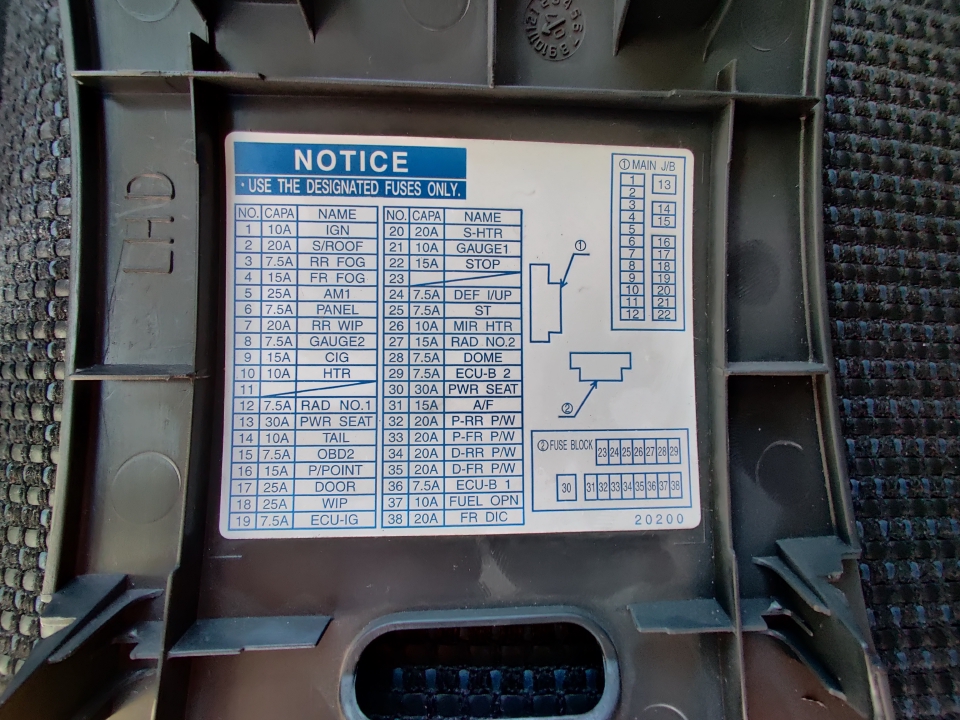 LHD
NOTICE
· USE THE DESIGNATED FUSES ONLY.
NO. CAPA NAME
1 10A IGN
2 20A S/ROOF
3 7.5A RR FOG
4 15A FR FOG
5 25A AM1
6 7.5A PANEL
7 20A RR WIP
8 7.5A GAUGE2
9 15A CIG
10 10A HTR
11
12 7.5A RAD NO.1
13 30A PWR SEAT
14 10A TAIL
15 7.5A OBD2
16 15A P/POINT
17 25A DOOR
18 25A WIP
19 7.5A ECU-IG
NO. CAPA NAME
20 20A S-HTR
21 10A GAUGE1
22 15A STOP
23
24 7.5A DEF I/UP
25 7.5A ST
26 10A MIR HTR
27 15A RAD NO.2
28 7.5A DOME
29 7.5A ECU-B 2
30 30A PWR SEAT
31 15A A/F
32 20A P-RR P/W
33 20A P-FR P/W
34 20A D-RR P/W
35 20A D-FR P/W
36 7.5A ECU-B 1
37 10A FUEL OPN
38 20A FR DIC
①
②
① MAIN J/B
1
2
3
4
5
6
7
8
9
10
11
12
13
14
15
16
17
18
19
20
21
22
② FUSE BLOCK
23 24 25 26 27 28 29
30 31 32 33 34 35 36 37 38
20200